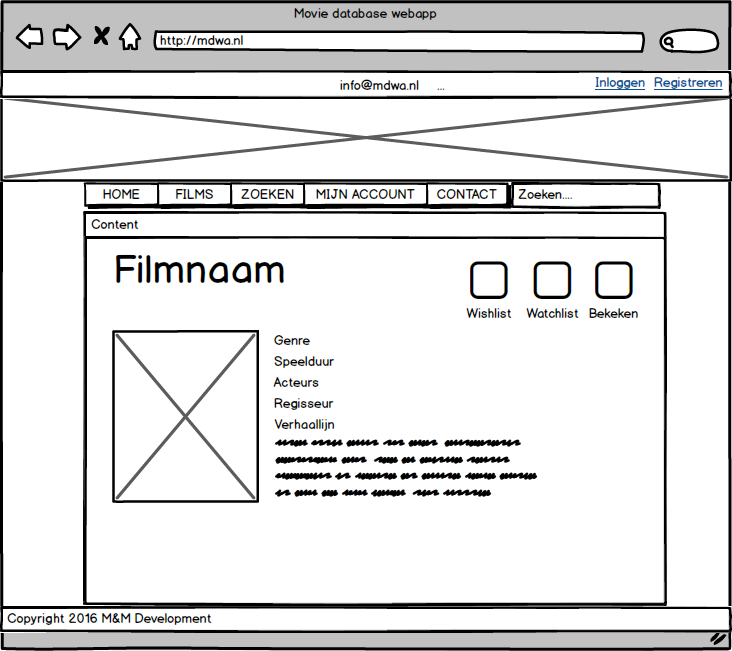 Movie database webapp
http://mdwa.nl
info@mdwa.nl ... Inloggen Registreren
HOME FILMS ZOEKEN MIJN ACCOUNT CONTACT Zoeken....
Content
Filmnaam
Wishlist Watchlist Bekeken
Genre
Speelduur
Acteurs
Regisseur
Verhaallijn
Copyright 2016 M&M Development